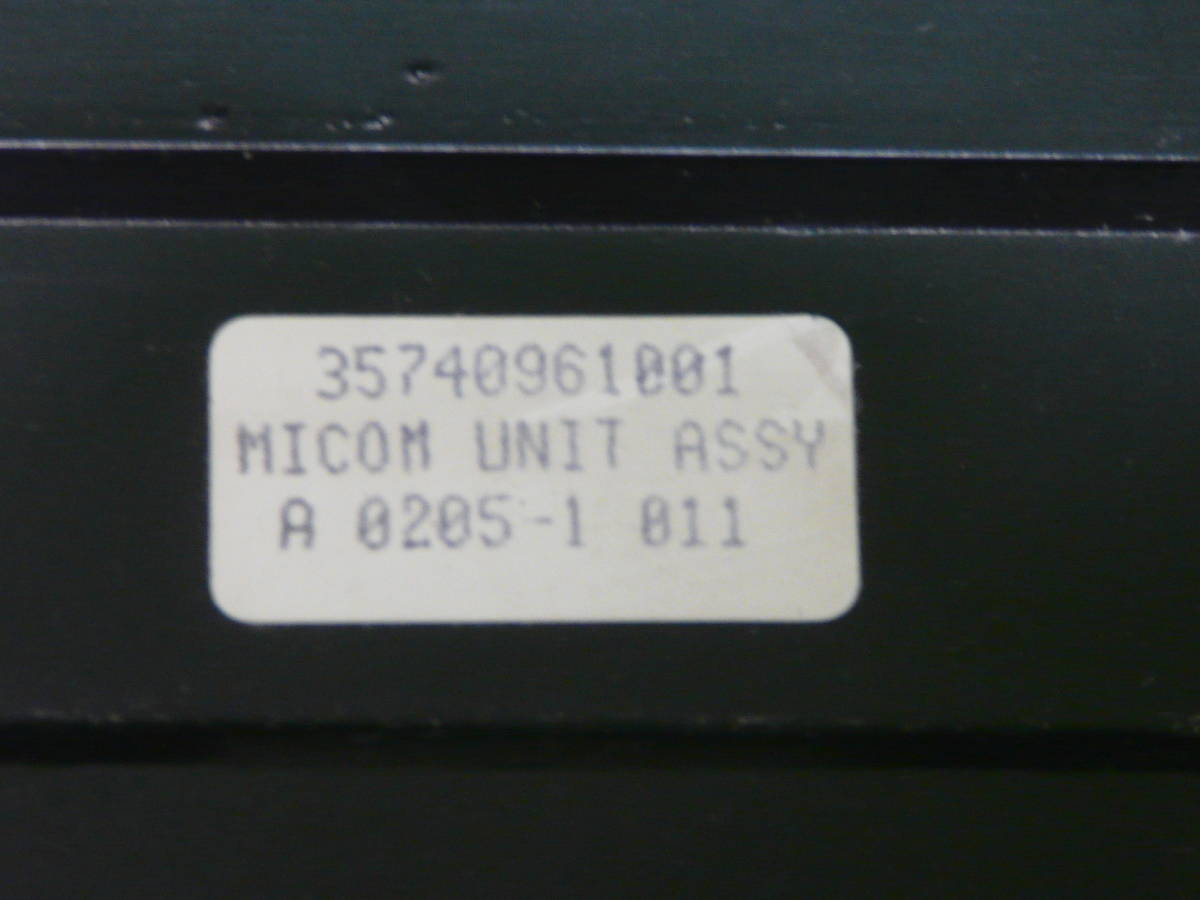 35740961001
MICOM UNIT ASSY
A 0205-1 011